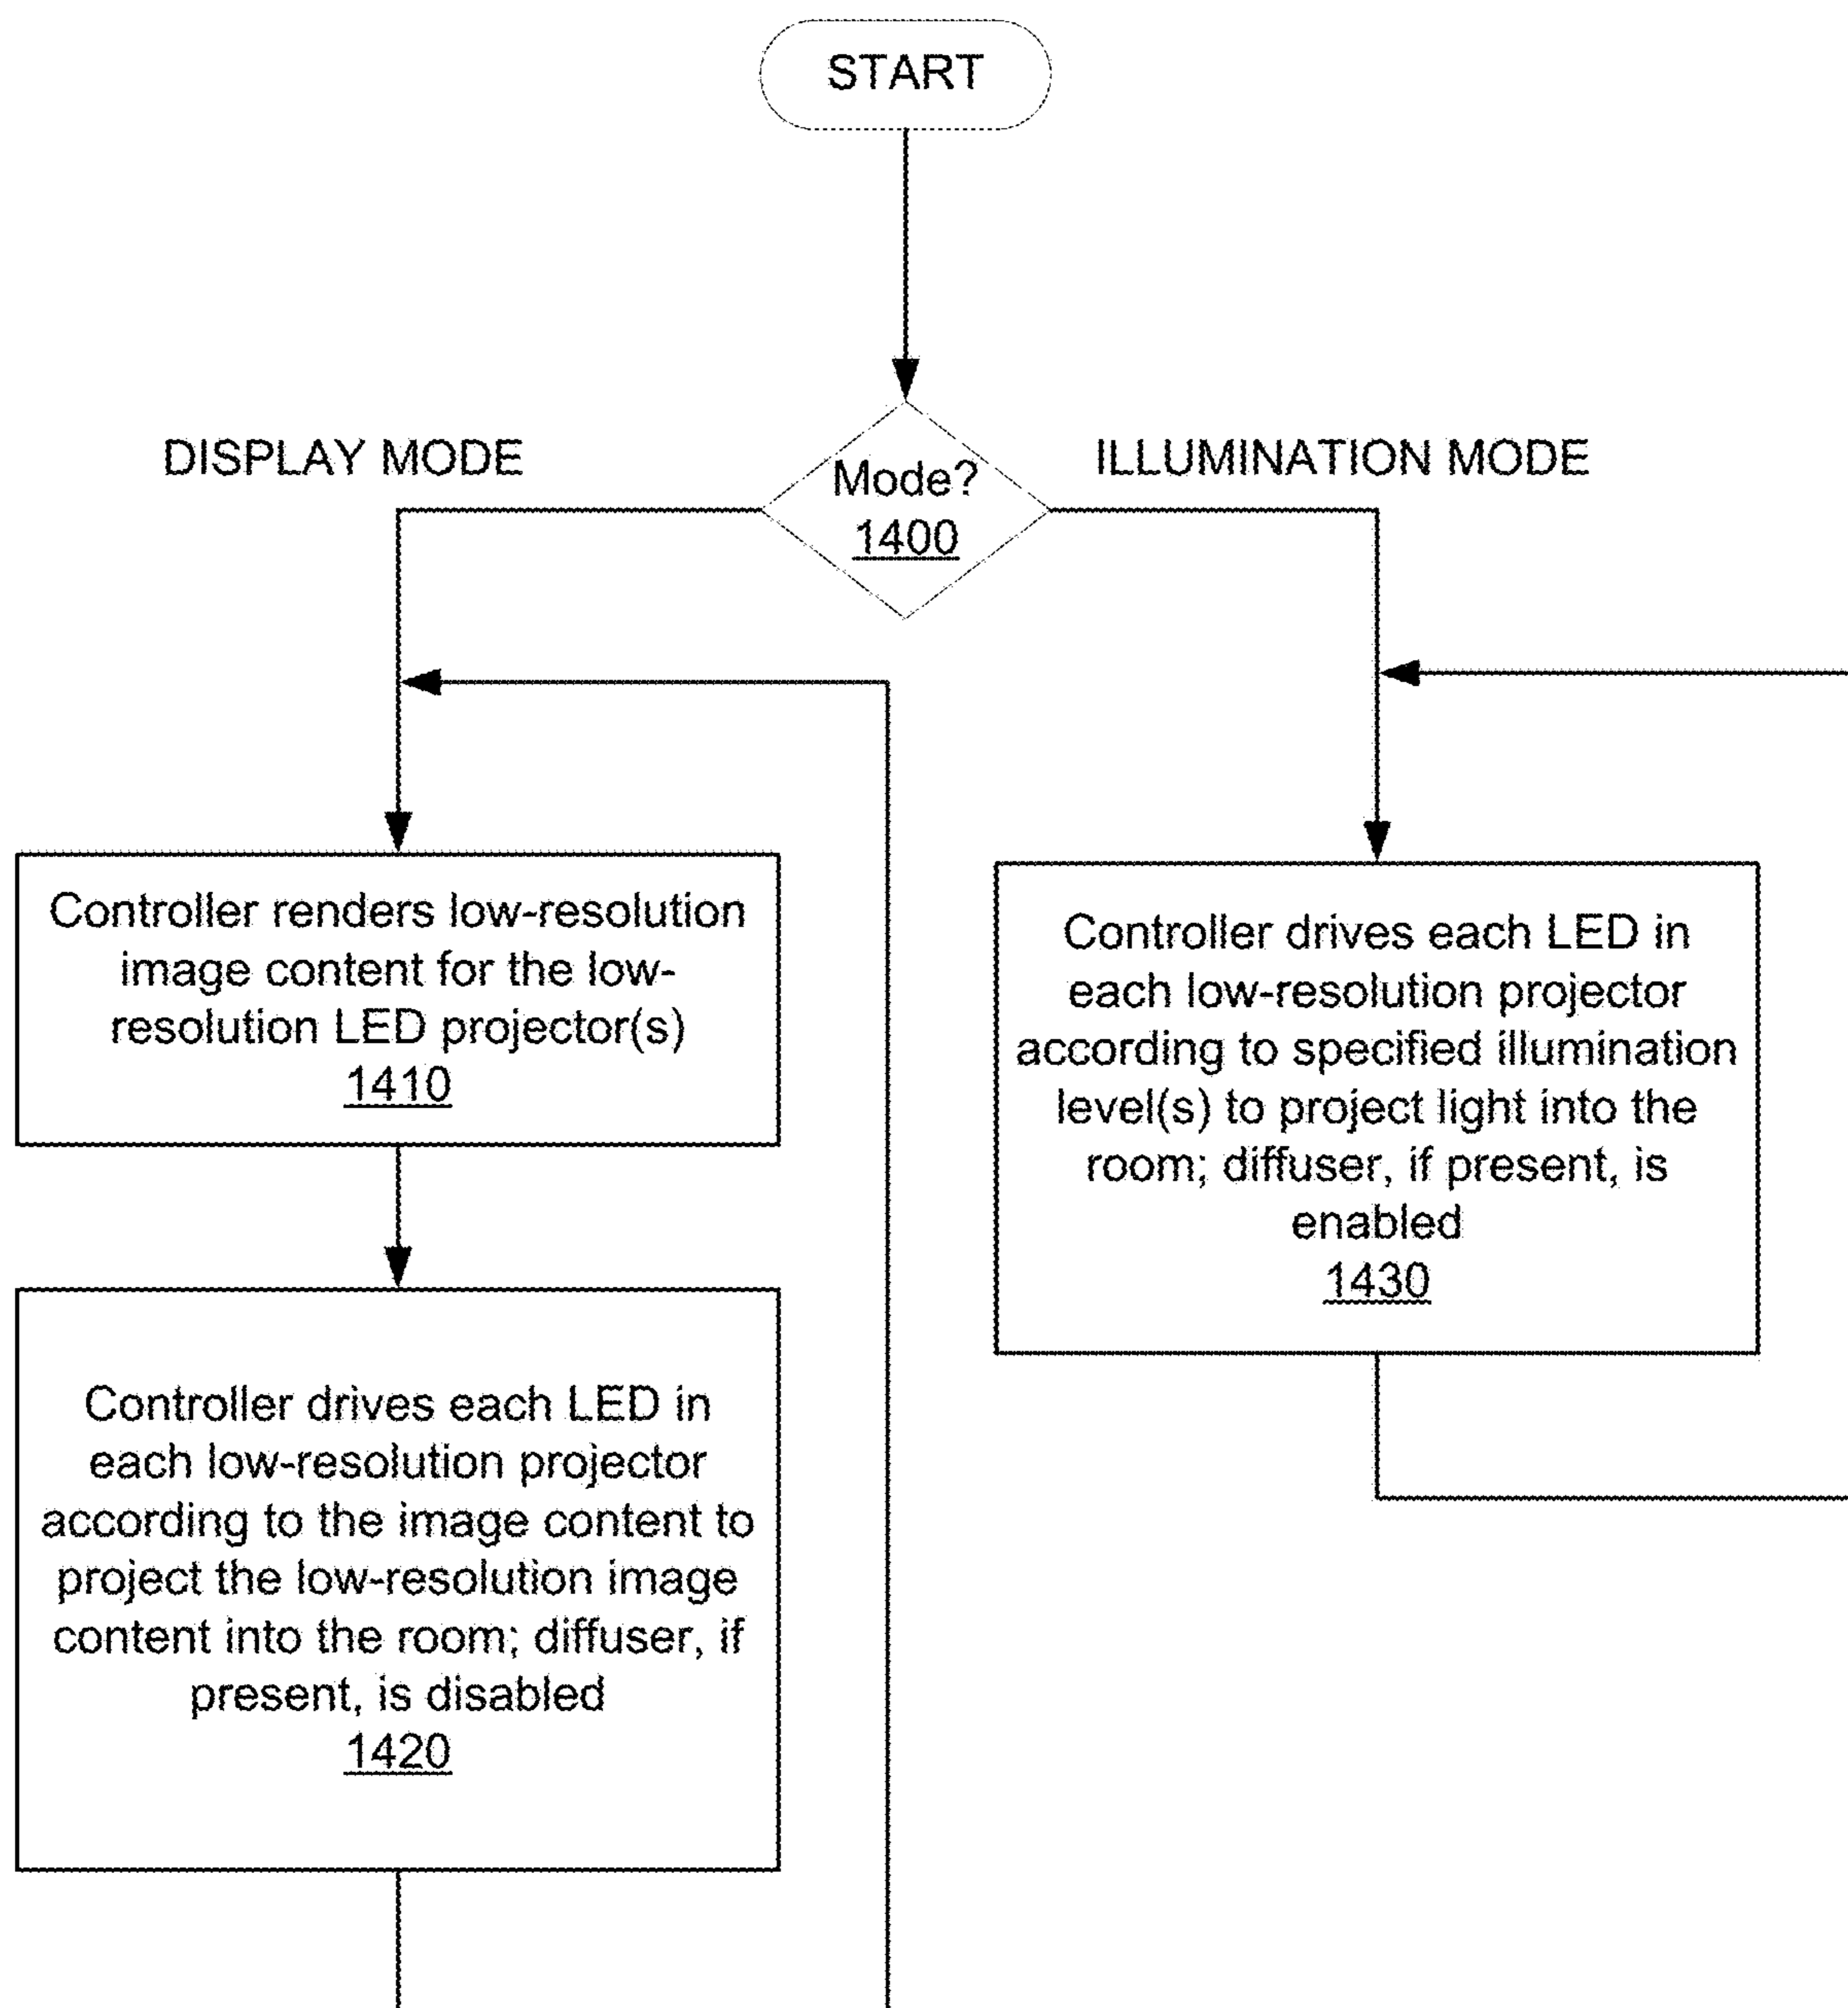 START
DISPLAY MODE
Mode?
1400
ILLUMINATION MODE
Controller renders low-resolution
image content for the low-
resolution LED projector(s)
1410
Controller drives each LED in
each low-resolution projector
according to the image content to
project the low-resolution image
content into the room; diffuser, if
present, is disabled
1420
Controller drives each LED in
each low-resolution projector
according to specified illumination
level(s) to project light into the
room; diffuser, if present, is
enabled
1430